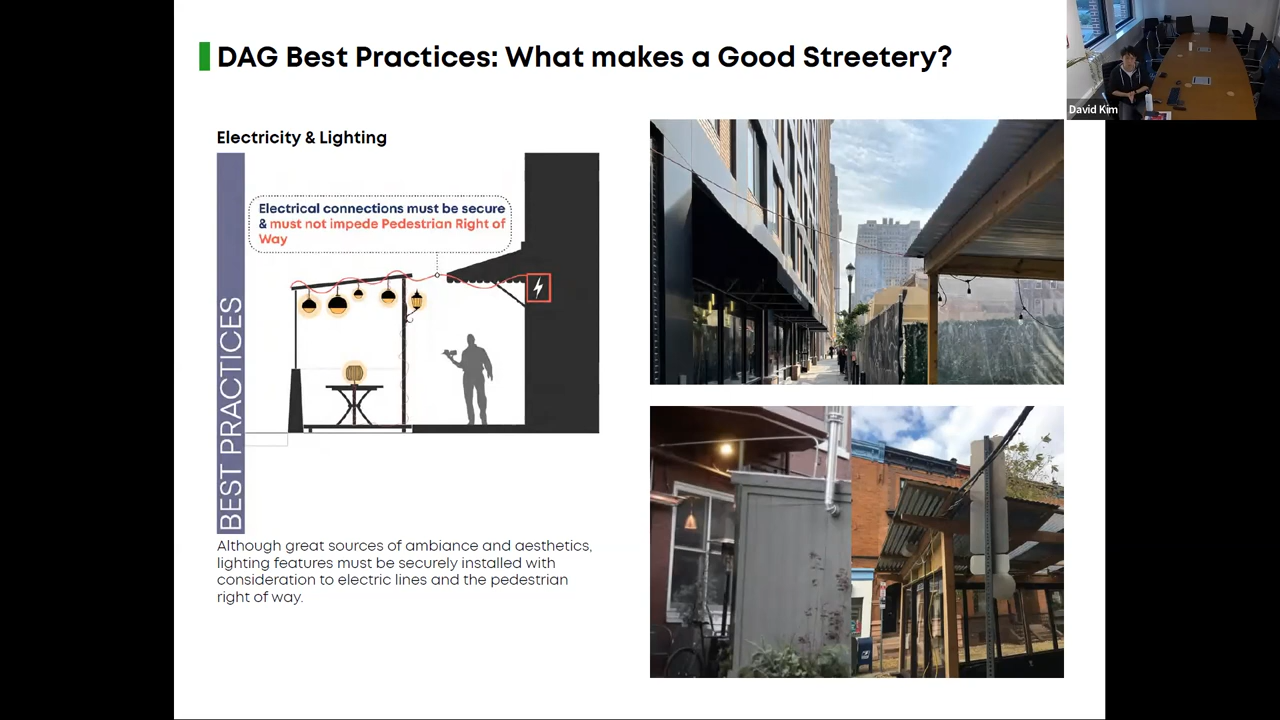 DAG Best Practices: What makes a Good Streetery?
David Kim
Electricity & Lighting
BEST PRACTICES
Electrical connections must be secure
& must not impede Pedestrian Right of
Way
Although great sources of ambiance and aesthetics,
lighting features must be securely installed with
consideration to electric lines and the pedestrian
right of way.